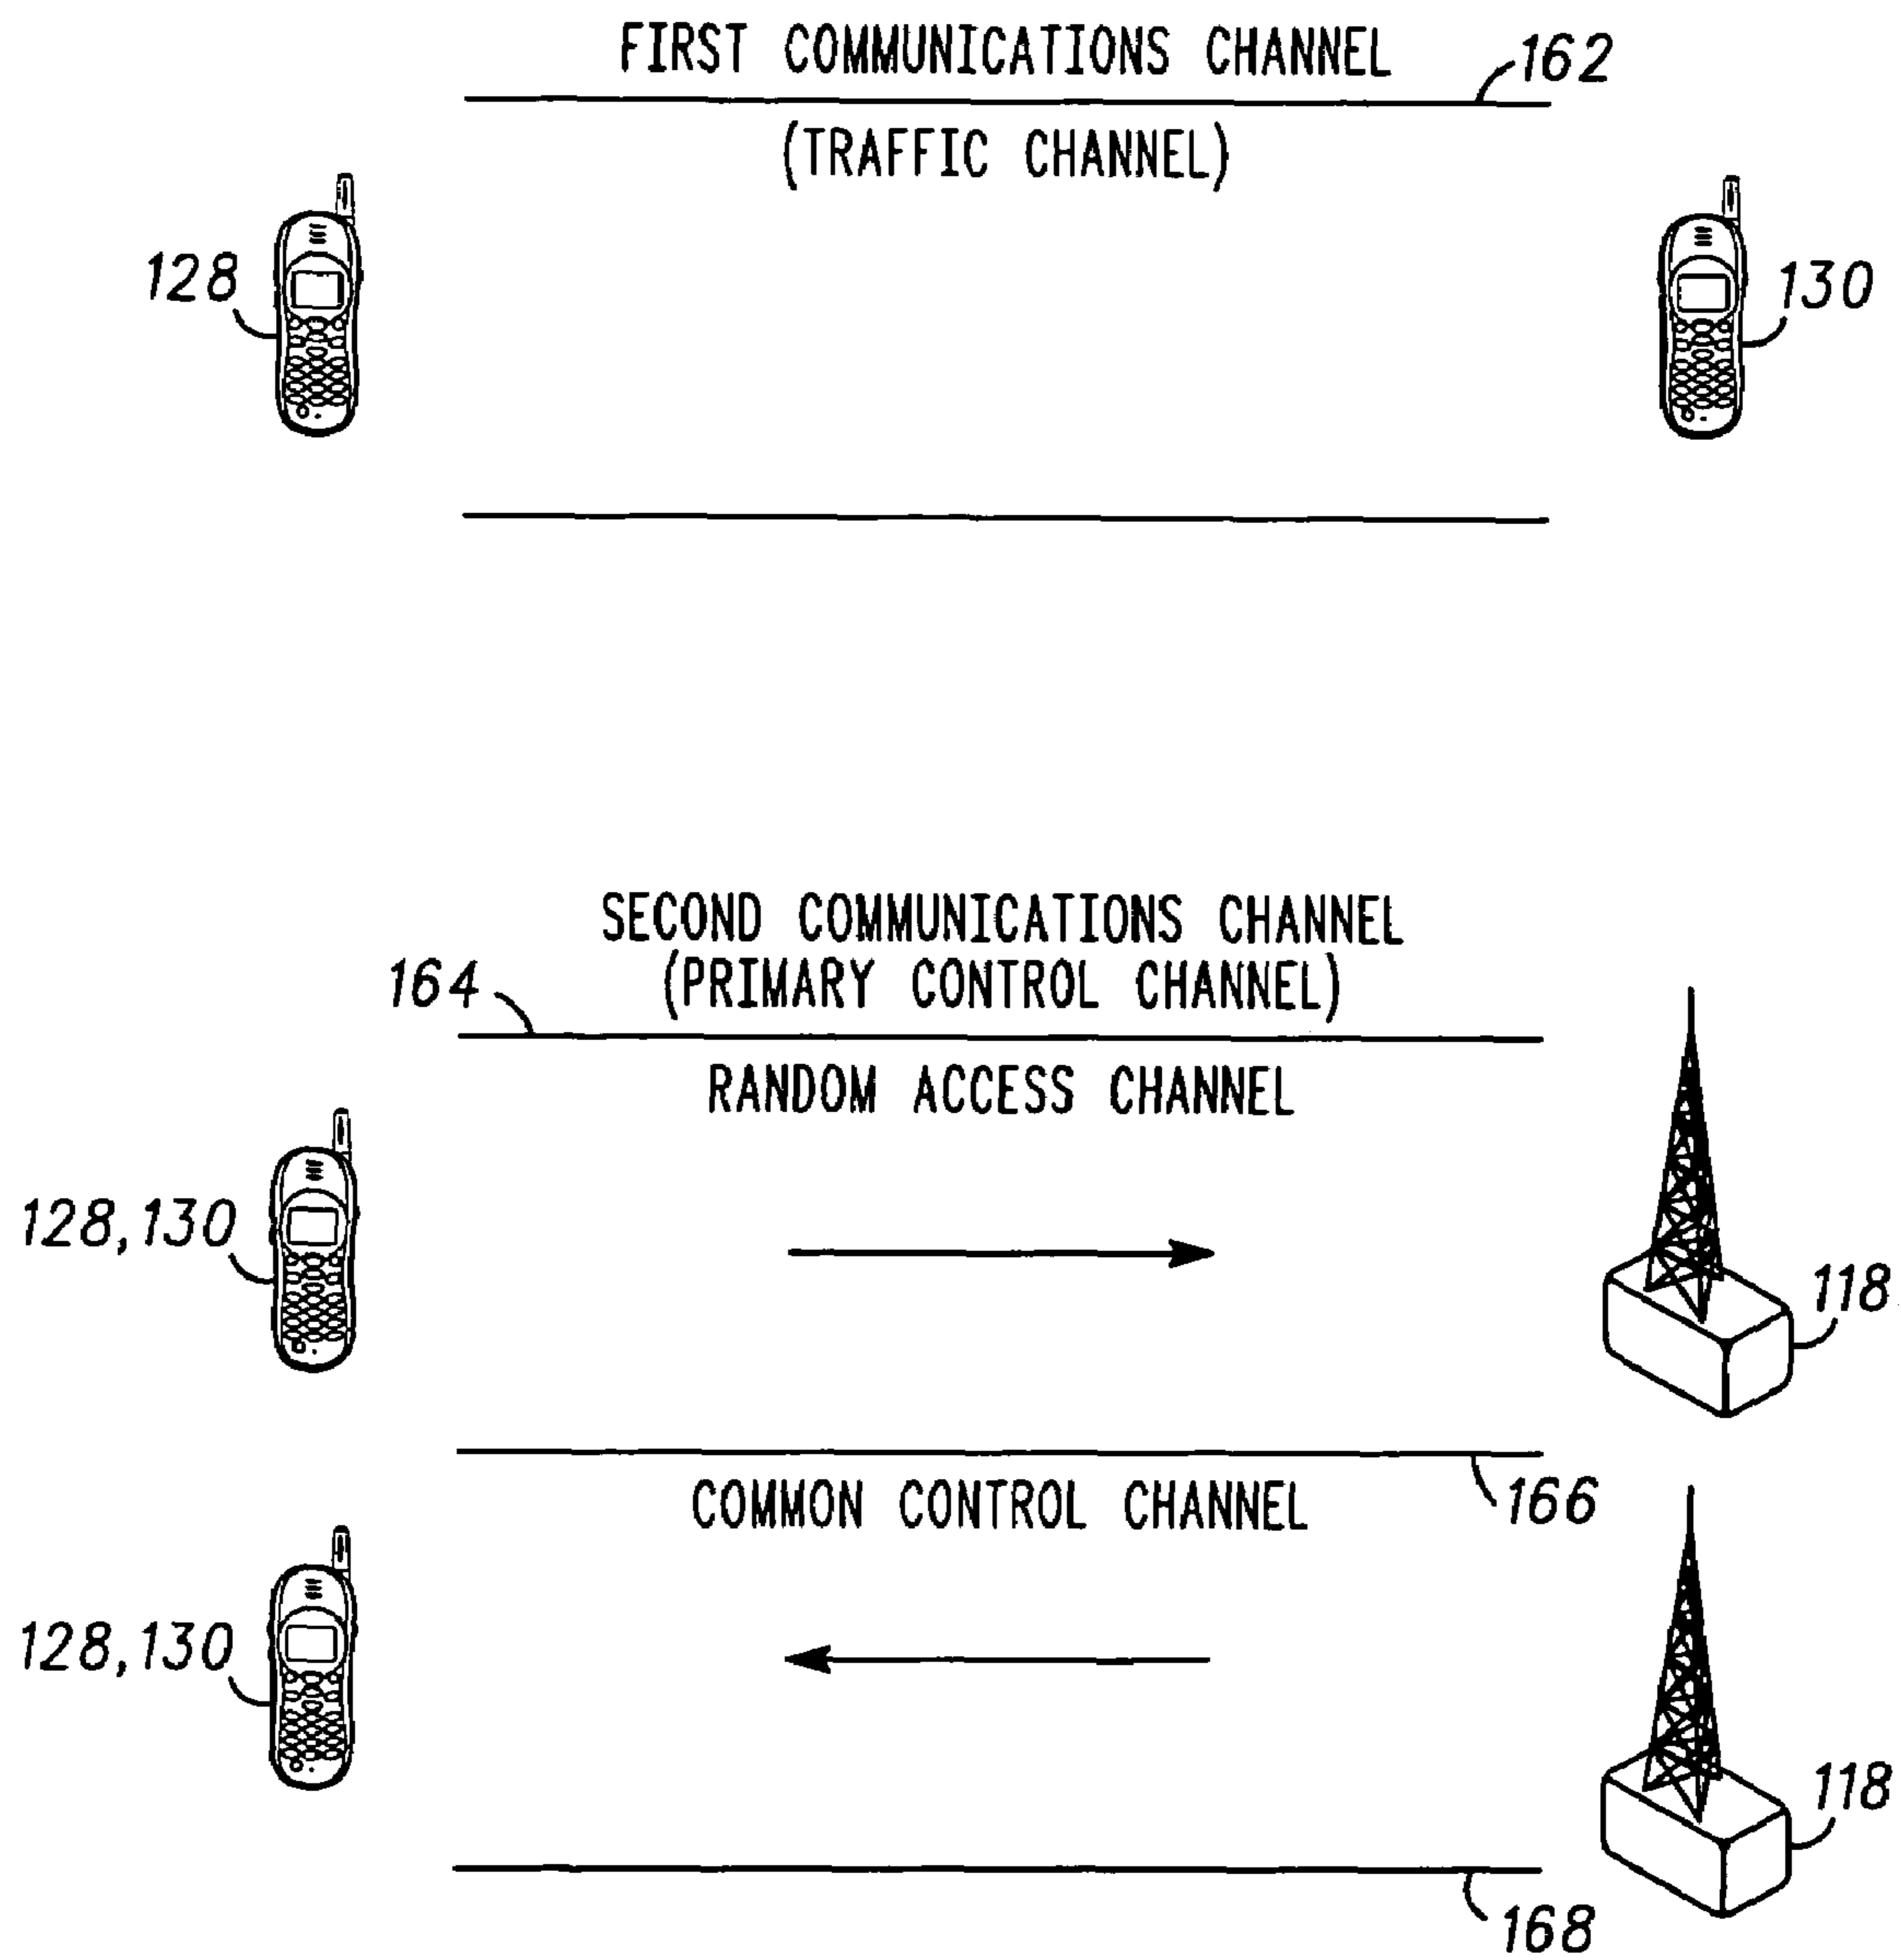 FIRST COMMUNICATIONS CHANNEL
162
(TRAFFIC CHANNEL)
128
130
SECOND COMMUNICATIONS CHANNEL
164
(PRIMARY CONTROL CHANNEL)
RANDOM ACCESS CHANNEL
128,130
118
166
COMMON CONTROL CHANNEL
128,130
118
168